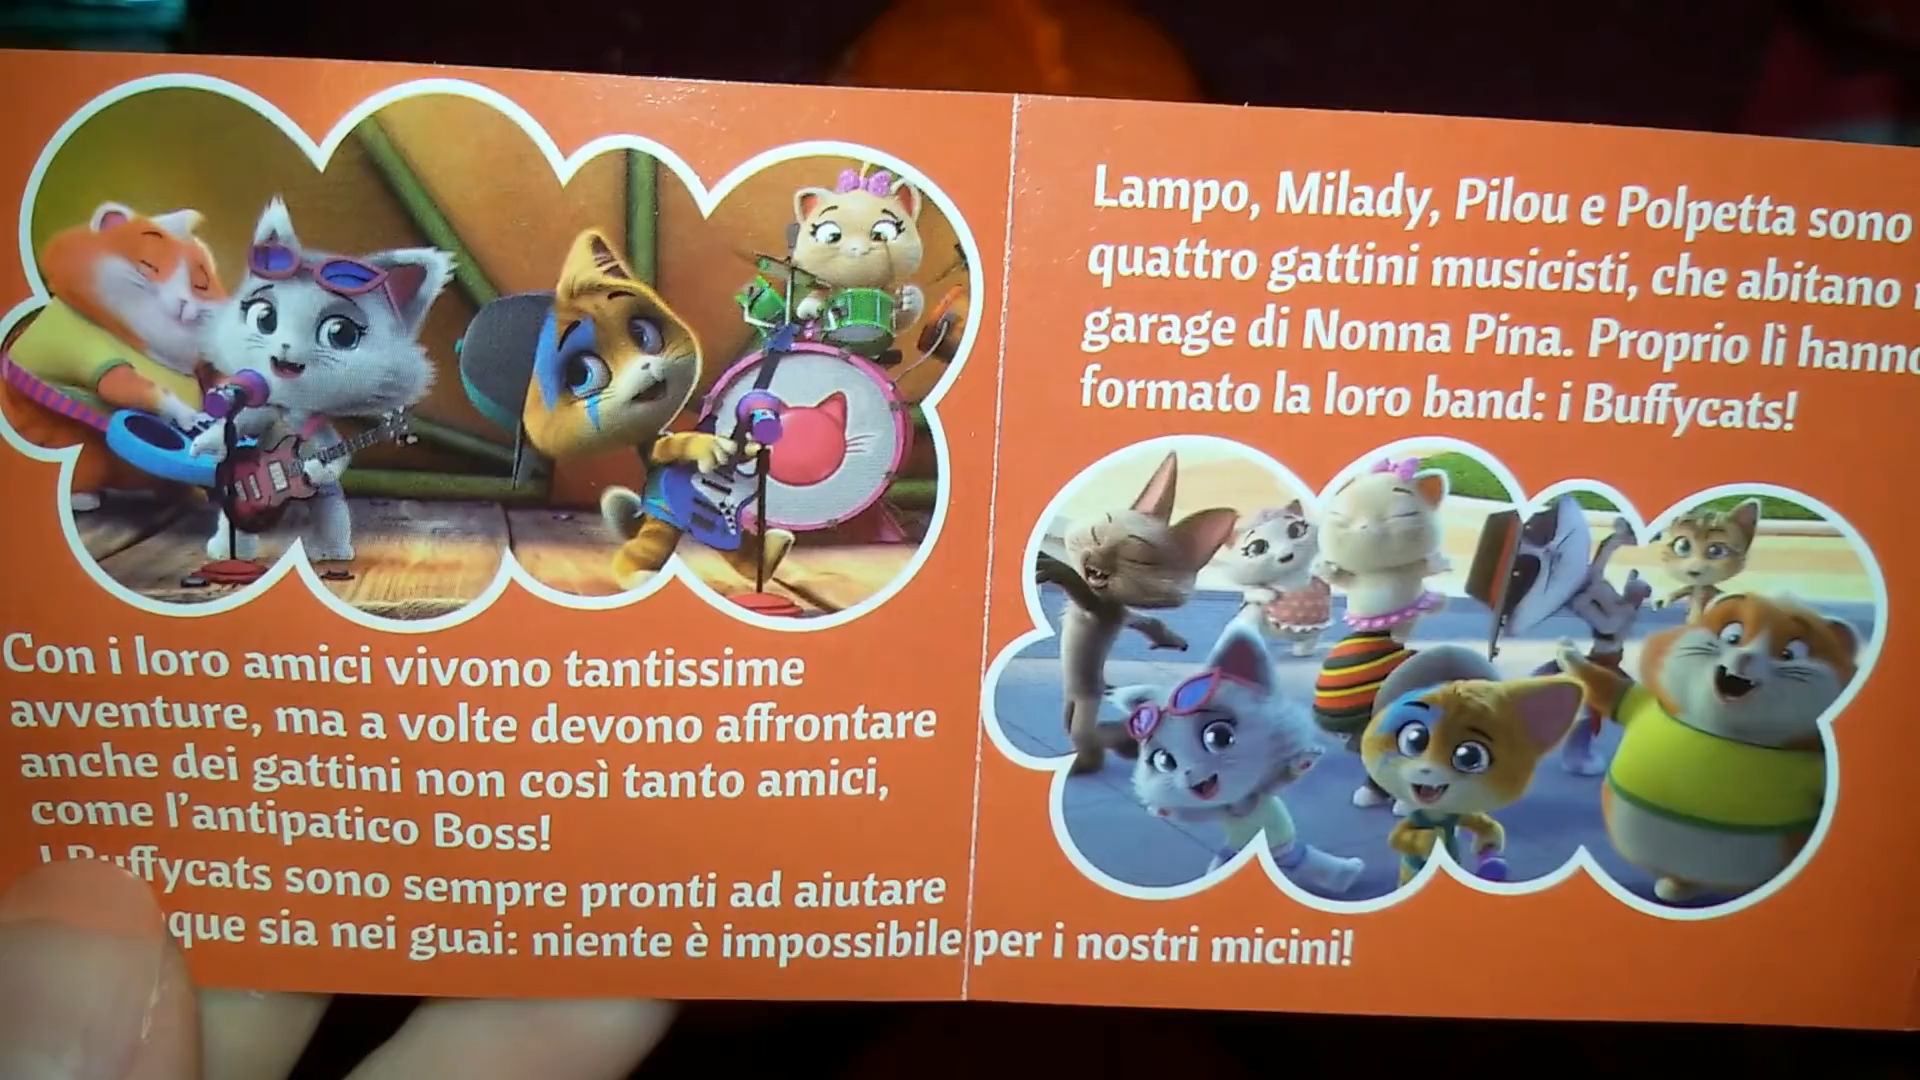 Lampo, Milady, Pilou e Polpetta sono
quattro gattini musicisti, che abitano
garage di Nonna Pina. Proprio lì hanno
formato la loro band: i Buffycats!
Con i loro amici vivono tantissime
avventure, ma a volte devono affrontare
anche dei gattini non così tanto amici,
come l'antipatico Boss!
I Buffycats sono sempre pronti ad aiutare
que sia nei guai: niente è impossibile per i nostri micini!